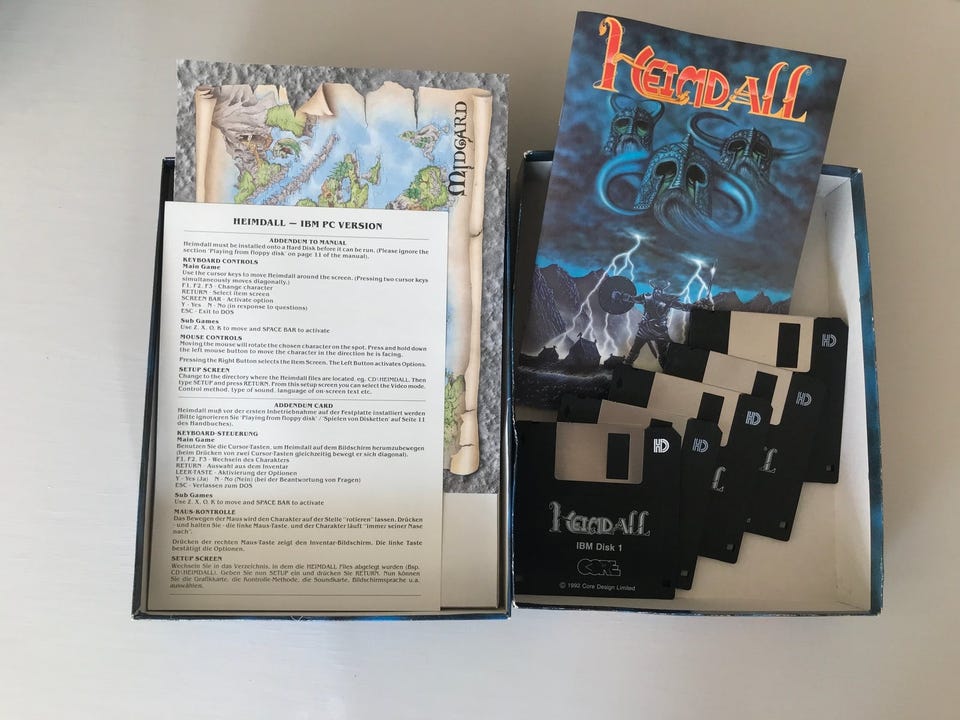 MIDGARD
HEIMDALL — IBM PC VERSION
ADDENDUM TO MANUAL
Heimdall must be installed onto a Hard Disk before it can be run. (Please ignore the
section 'Playing from floppy disk' on page 11 of the manual).
KEYBOARD CONTROLS
Main Game
Use the cursor keys to move Heimdall around the screen. (Pressing two cursor keys
simultaneously moves diagonally.)
F1, F2, F3 - Change character
RETURN - Select item screen
SCREEN BAR - Activate option
Y - Yes N - No (in response to questions)
ESC - Exit to DOS
Sub Games
Use Z, X, O, K to move and SPACE BAR to activate
MOUSE CONTROLS
Moving the mouse will rotate the chosen character on the spot. Press and hold down
the left mouse button to move the character in the direction he is facing.
Pressing the Right Button selects the Item Screen. The Left Button activates Options.
SETUP SCREEN
Change to the directory where the Heimdall files are located, eg. CD\HEIMDALL. Then
type SETUP and press RETURN. From this setup screen you can select the Video mode,
Control method, type of sound, language of on-screen text etc.
ADDENDUM CARD
Heimdall muß vor der ersten Inbetriebnahme auf der Festplatte installiert werden
(Bitte ignorieren Sie 'Playing from floppy disk' / 'Spielen von Disketten' auf Seite 11
des Handbuches).
KEYBOARD-STEUERUNG
Main Game
Benutzen Sie die Cursor-Tasten, um Heimdall auf dem Bildschirm herumzubewegen
(beim Drücken von zwei Cursor-Tasten gleichzeitig bewegt er sich diagonal).
F1, F2, F3 - Wechseln des Charakters
RETURN - Auswahl aus dem Inventar
LEER-TASTE - Aktivierung der Optionen
Y - Yes (Ja) N - No (Nein) (bei der Beantwortung von Fragen)
ESC - Verlassen zum DOS
Sub Games
Use Z, X, O, K to move and SPACE BAR to activate
MAUS-KONTROLLE
Das Bewegen der Maus wird den Charakter auf der Stelle "rotieren" lassen. Drücken
- und halten Sie - die linke Maus-Taste, und der Charakter läuft "immer seiner Nase
nach".
Drücken der rechten Maus-Taste zeigt den Inventar-Bildschirm. Die linke Taste
bestätigt die Optionen.
SETUP SCREEN
Wechseln Sie in das Verzeichnis, in dem die HEIMDALL Files abgelegt wurden (Bsp.
CD\HEIMDALL). Geben Sie nun SETUP ein und drücken Sie RETURN. Nun können
Sie die Grafikkarte, die Kontrolle-Methode, die Soundkarte, Bildschirmsprache u.a.
auswählen.
HEIMDALL
HD
HD
HD
HD
HD
HEIMDALL
IBM Disk 1
CORE
© 1992 Core Design Limited